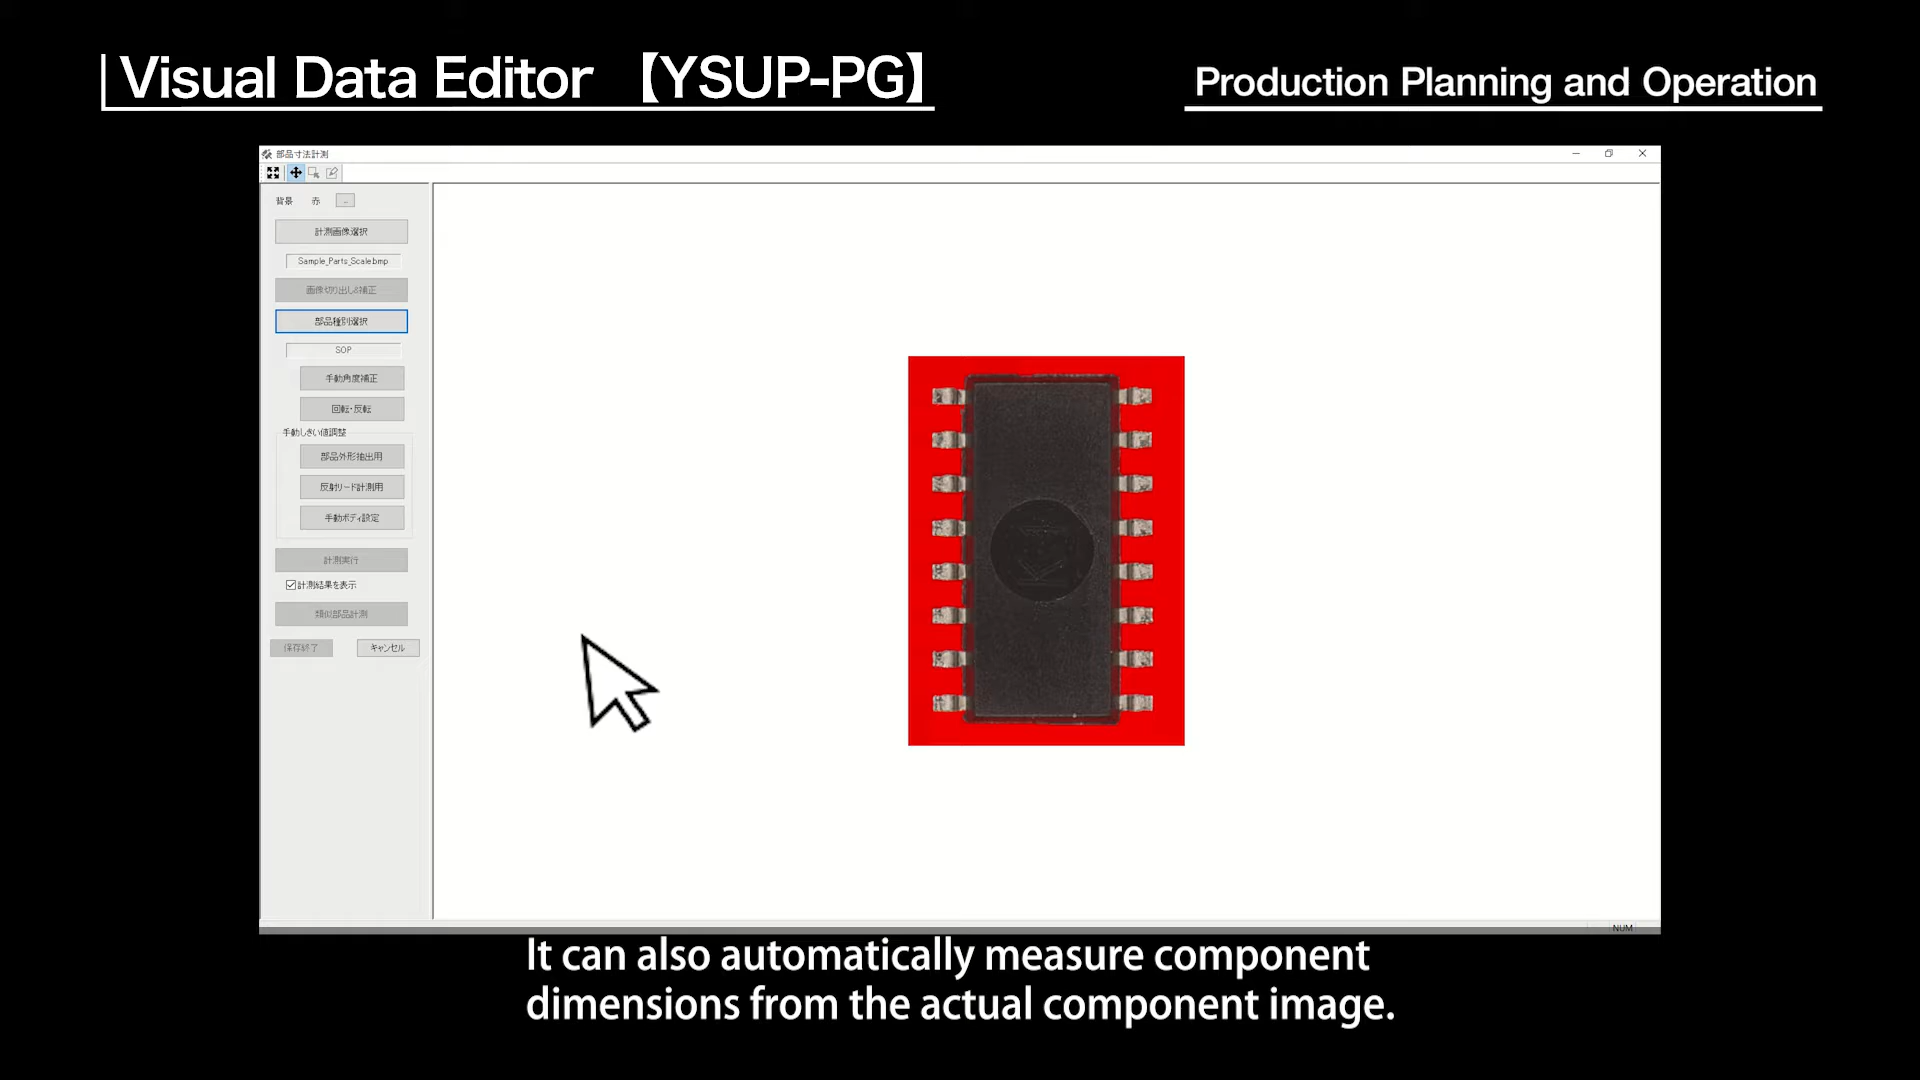 Visual Data Editor 【YSUP-PG】
Production Planning and Operation
部品寸法計測
背景 赤 ...
計測画像選択
Sample_Parts_Scale.bmp
画像切り出し&補正
部品種別選択
SOP
手動角度補正
回転・反転
手動しきい値調整
部品外形抽出用
反射リード計測用
手動ボディ設定
計測実行
計測結果を表示
類似部品計測
保存終了 キャンセル
NUM
It can also automatically measure component
dimensions from the actual component image.